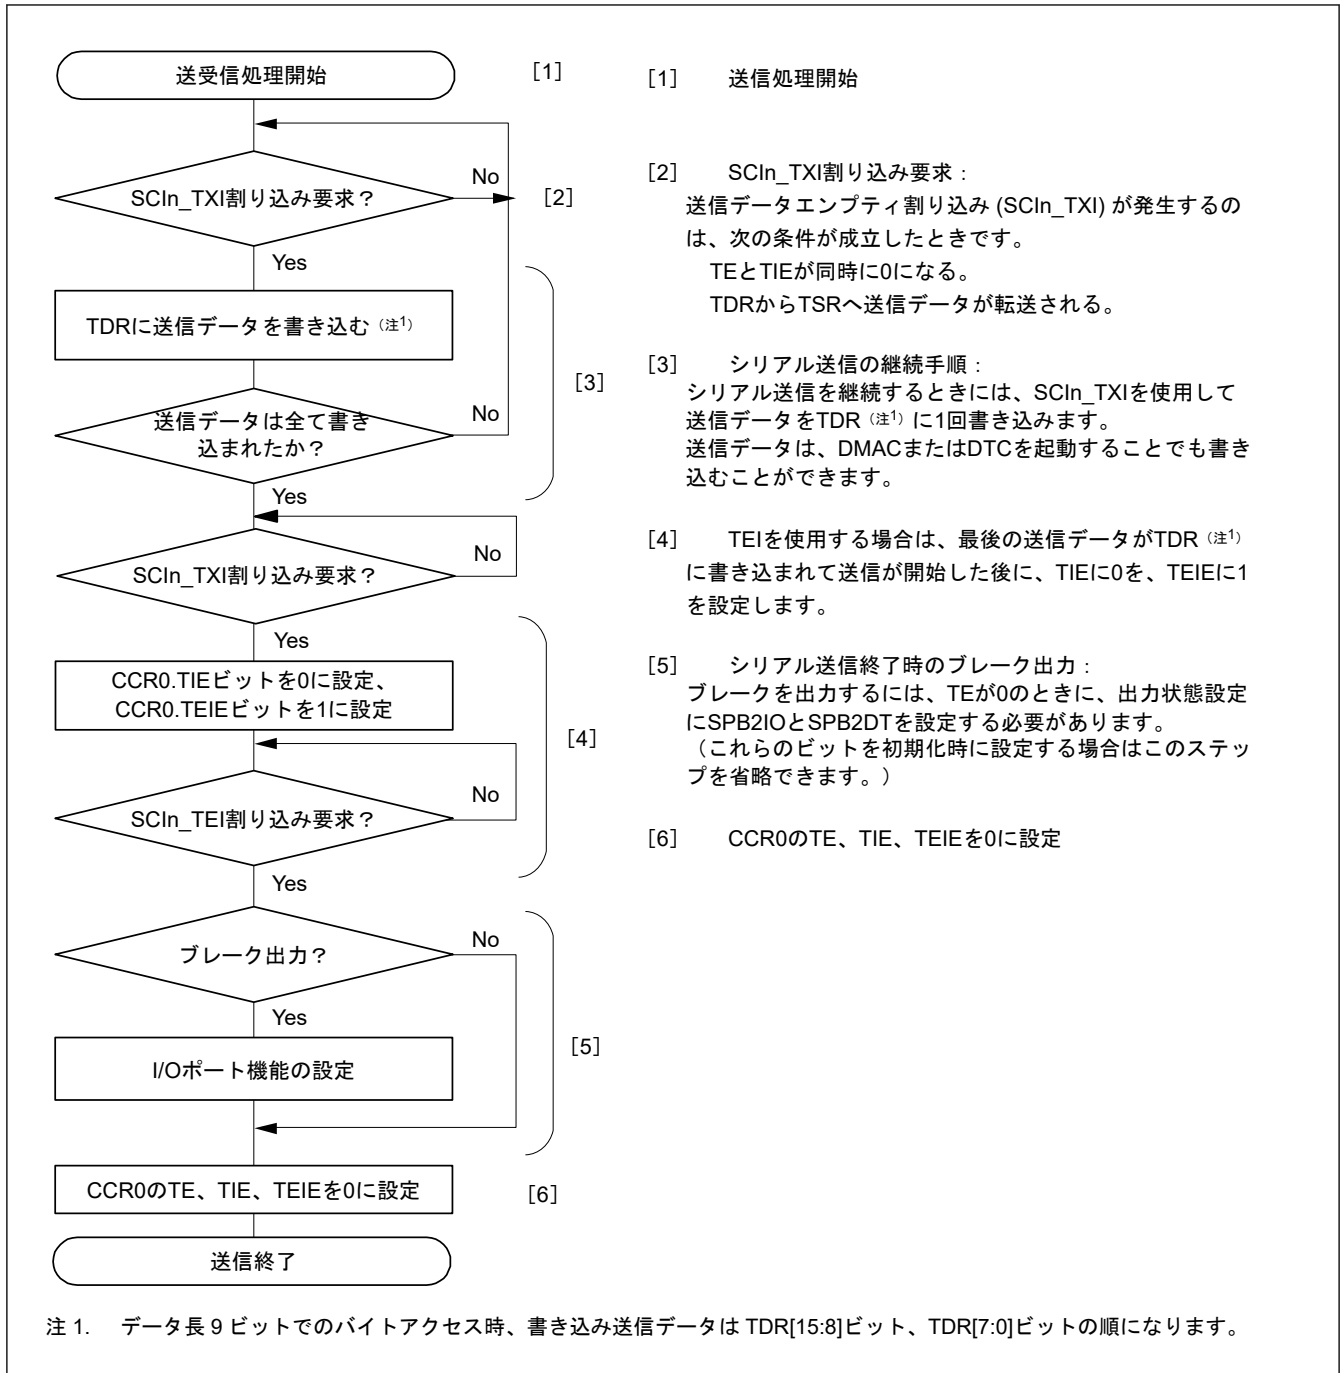 送受信処理開始
[1]
SCIn_TXI割り込み要求？
No
[2]
Yes
TDRに送信データを書き込む（注1）
[3]
送信データは全て書き
込まれたか？
No
Yes
SCIn_TXI割り込み要求？
No
Yes
CCR0.TIEビットを0に設定、
CCR0.TEIEビットを1に設定
[4]
SCIn_TEI割り込み要求？
No
Yes
ブレーク出力？
No
Yes
I/Oポート機能の設定
[5]
CCR0のTE、TIE、TEIEを0に設定
[6]
送信終了
[1] 送信処理開始
[2] SCIn_TXI割り込み要求：
送信データエンプティ割り込み (SCIn_TXI) が発生するの
は、次の条件が成立したときです。
TEとTIEが同時に0になる。
TDRからTSRへ送信データが転送される。
[3] シリアル送信の継続手順：
シリアル送信を継続するときには、SCIn_TXIを使用して
送信データをTDR（注1）に1回書き込みます。
送信データは、DMACまたはDTCを起動することでも書き
込むことができます。
[4] TEIを使用する場合は、最後の送信データがTDR（注1）
に書き込まれて送信が開始した後に、TIEに0を、TEIEに1
を設定します。
[5] シリアル送信終了時のブレーク出力：
ブレークを出力するには、TEが0のときに、出力状態設定
にSPB2IOとSPB2DTを設定する必要があります。
（これらのビットを初期化時に設定する場合はこのステッ
プを省略できます。）
[6] CCR0のTE、TIE、TEIEを0に設定
注 1. データ長 9 ビットでのバイトアクセス時、書き込み送信データは TDR[15:8]ビット、TDR[7:0]ビットの順になります。